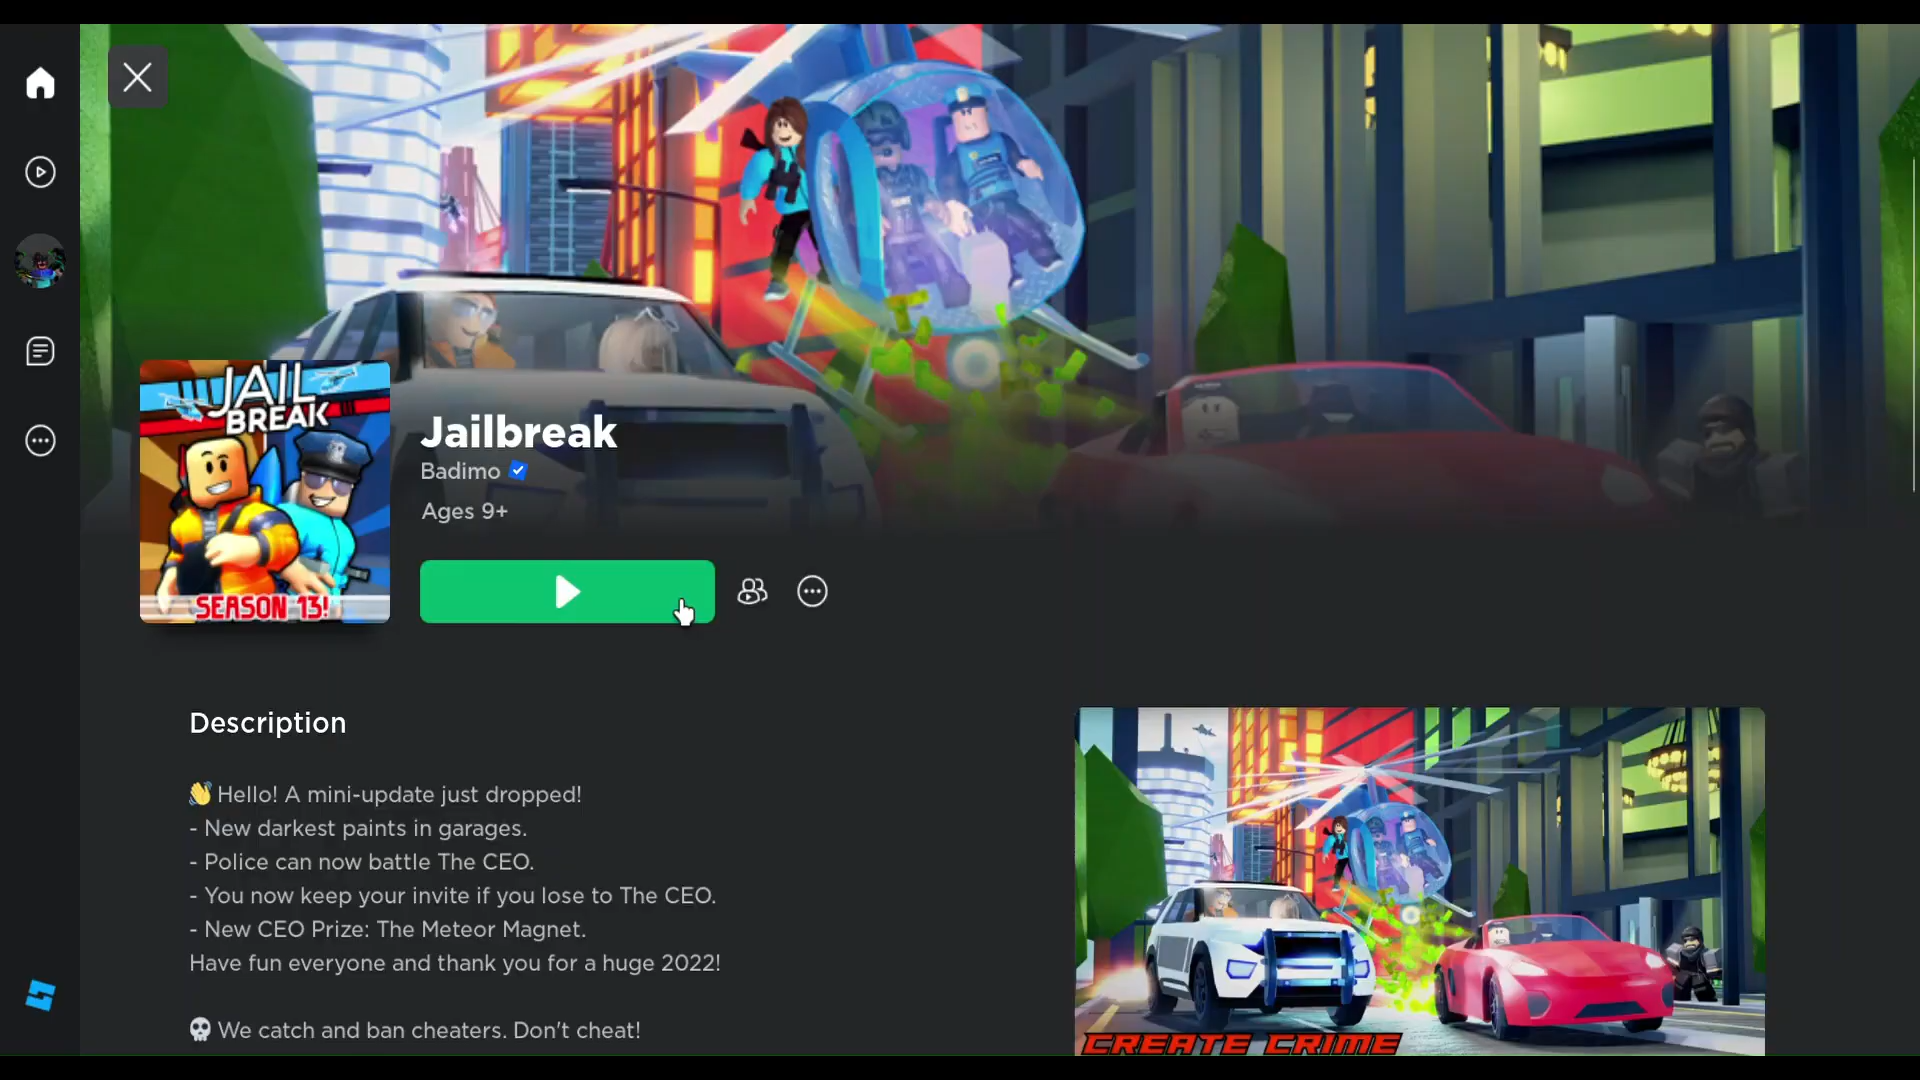 JAIL
BREAK
SEASON 13!
Jailbreak
Badimo
Ages 9+
Description
👋 Hello! A mini-update just dropped!
- New darkest paints in garages.
- Police can now battle The CEO.
- You now keep your invite if you lose to The CEO.
- New CEO Prize: The Meteor Magnet.
Have fun everyone and thank you for a huge 2022!
💀 We catch and ban cheaters. Don't cheat!
CREATE CRIME